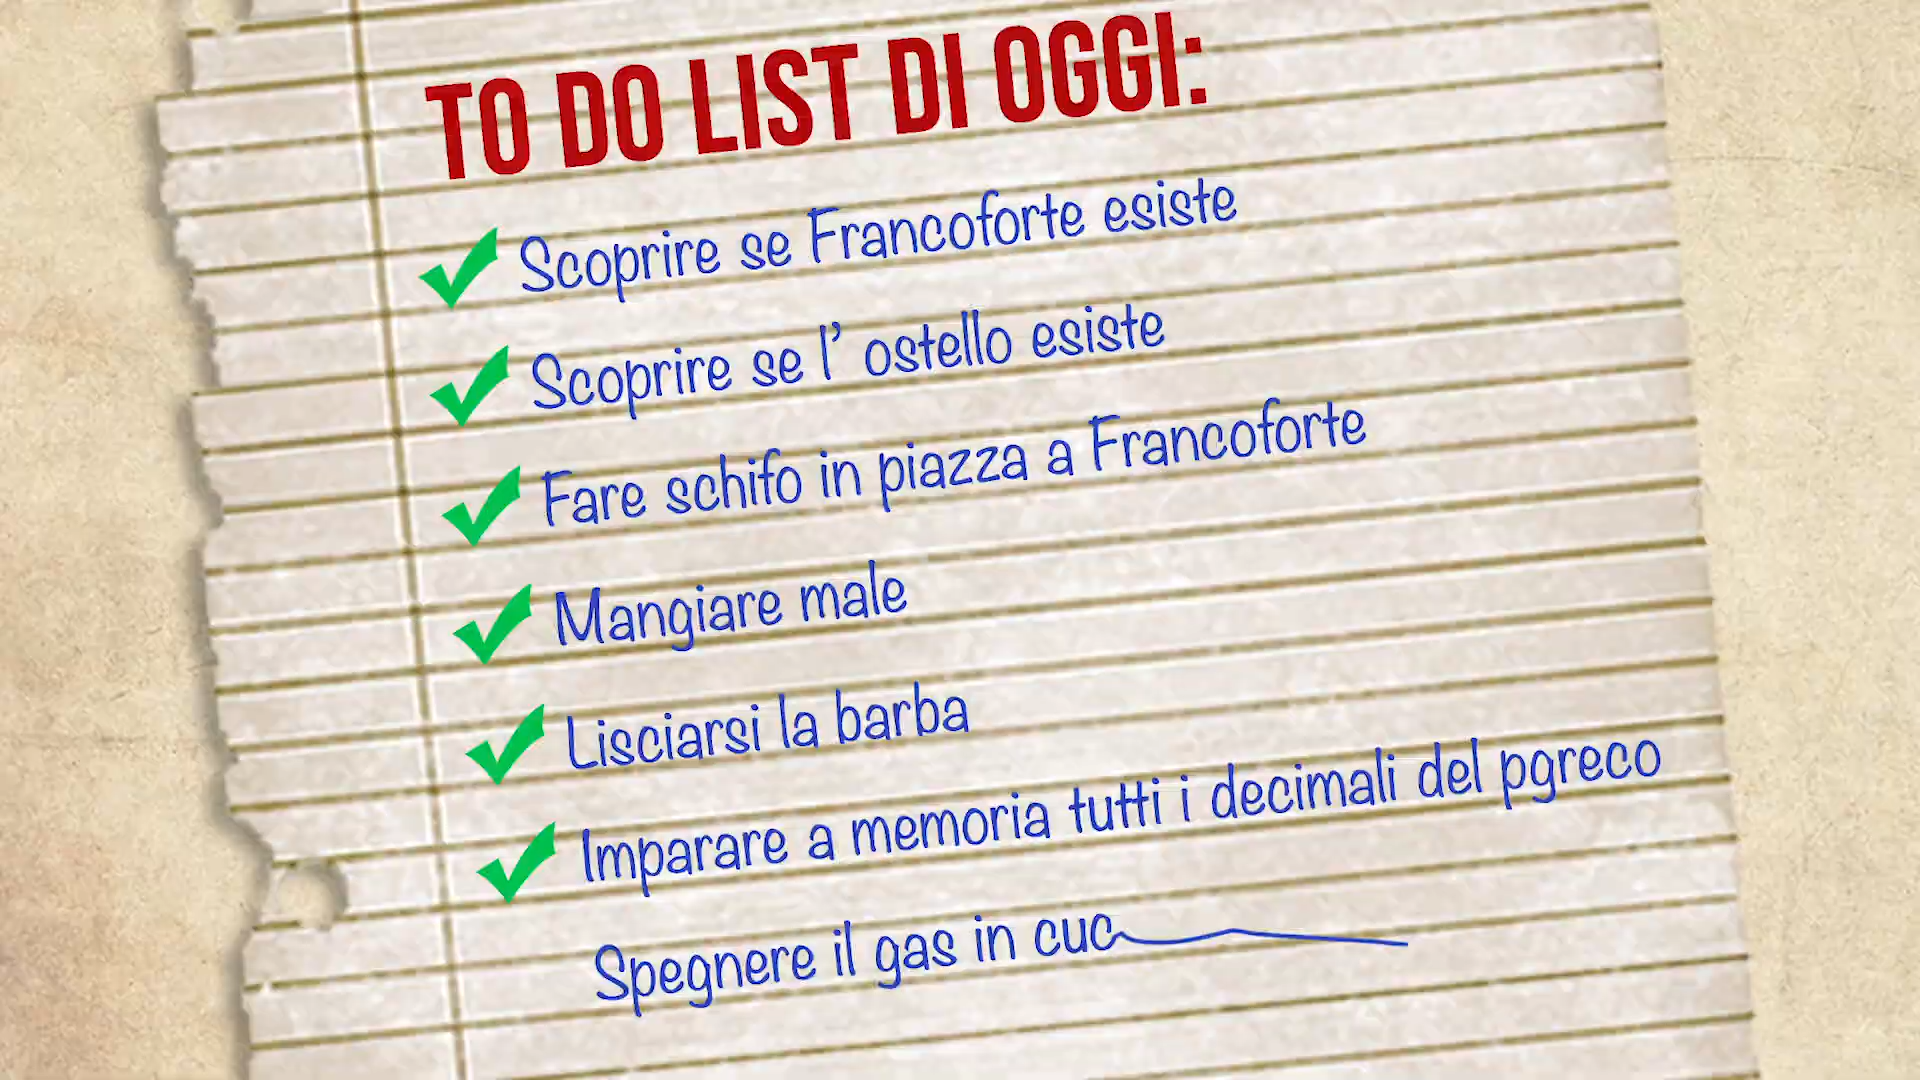 TO DO LIST DI OGGI:
Scoprire se Francoforte esiste
Scoprire se l' ostello esiste
Fare schifo in piazza a Francoforte
Mangiare male
Lisciarsi la barba
Imparare a memoria tutti i decimali del pgreco
Spegnere il gas in cuc